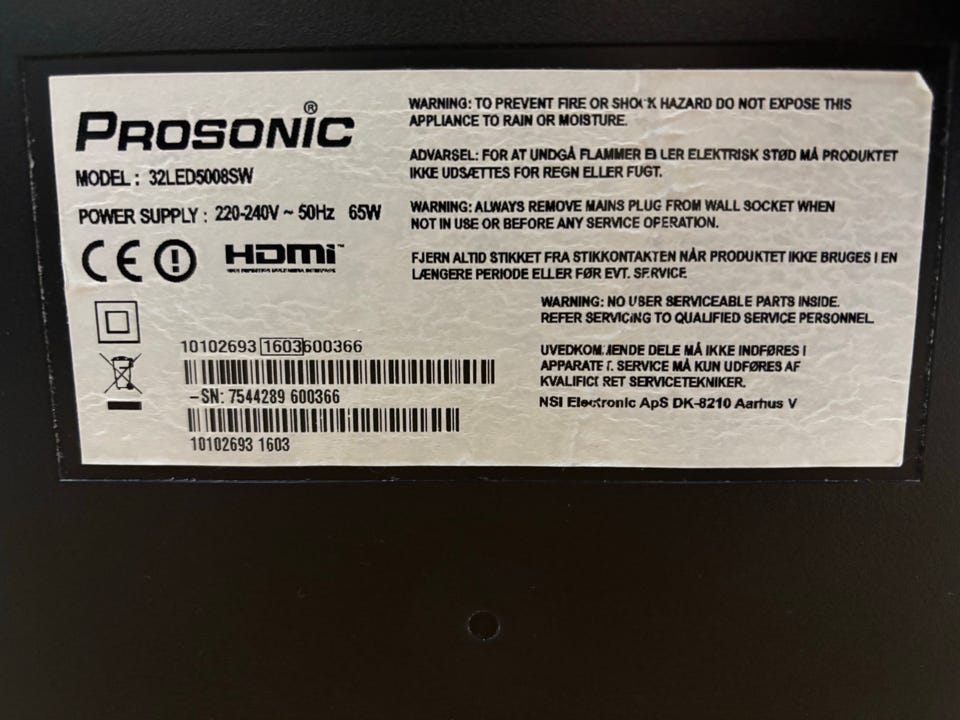 PROSONIC®
MODEL : 32LED5008SW
POWER SUPPLY : 220-240V ~ 50Hz 65W
CE HDMI™
10102693 1603 600366
-SN: 7544289 600366
10102693 1603
WARNING: TO PREVENT FIRE OR SHOCK HAZARD DO NOT EXPOSE THIS
APPLIANCE TO RAIN OR MOISTURE.
ADVARSEL: FOR AT UNDGÅ FLAMMER ELLER ELEKTRISK STØD MÅ PRODUKTET
IKKE UDSÆTTES FOR REGN ELLER FUGT.
WARNING: ALWAYS REMOVE MAINS PLUG FROM WALL SOCKET WHEN
NOT IN USE OR BEFORE ANY SERVICE OPERATION.
FJERN ALTID STIKKET FRA STIKKONTAKTEN NÅR PRODUKTET IKKE BRUGES I EN
LÆNGERE PERIODE ELLER FØR EVT. SERVICE.
WARNING: NO USER SERVICEABLE PARTS INSIDE.
REFER SERVICING TO QUALIFIED SERVICE PERSONNEL.
UVEDKOMMENDE DELE MÅ IKKE INDFØRES I
APPARATET. SERVICE MÅ KUN UDFØRES AF
KVALIFICERET SERVICETEKNIKER.
NSI Electronic ApS DK-8210 Aarhus V